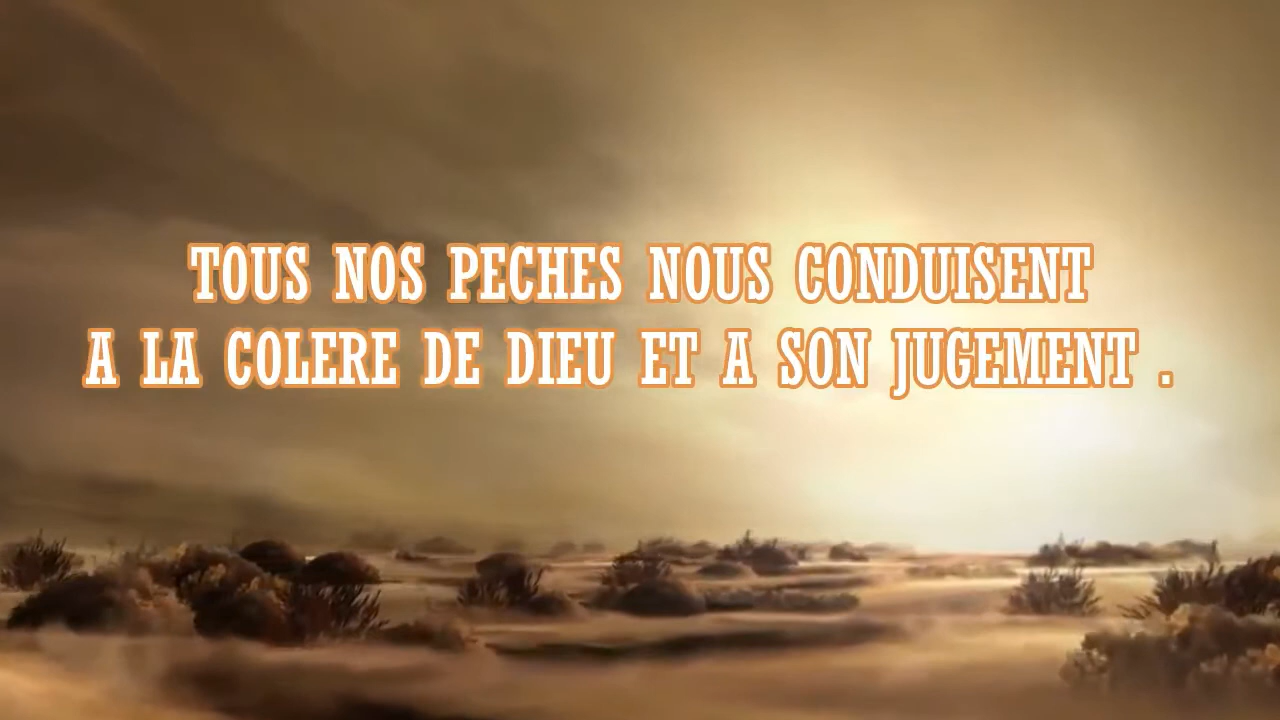 TOUS NOS PECHES NOUS CONDUISENT
A LA COLERE DE DIEU ET A SON JUGEMENT .